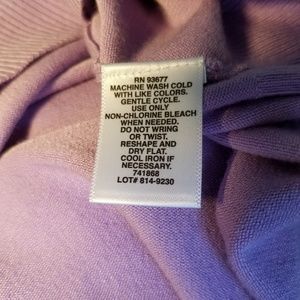 RN 93677
MACHINE WASH COLD
WITH LIKE COLORS.
GENTLE CYCLE.
USE ONLY
NON-CHLORINE BLEACH
WHEN NEEDED.
DO NOT WRING
OR TWIST.
RESHAPE AND
DRY FLAT.
COOL IRON IF
NECESSARY.
741868
LOT# 814-9230